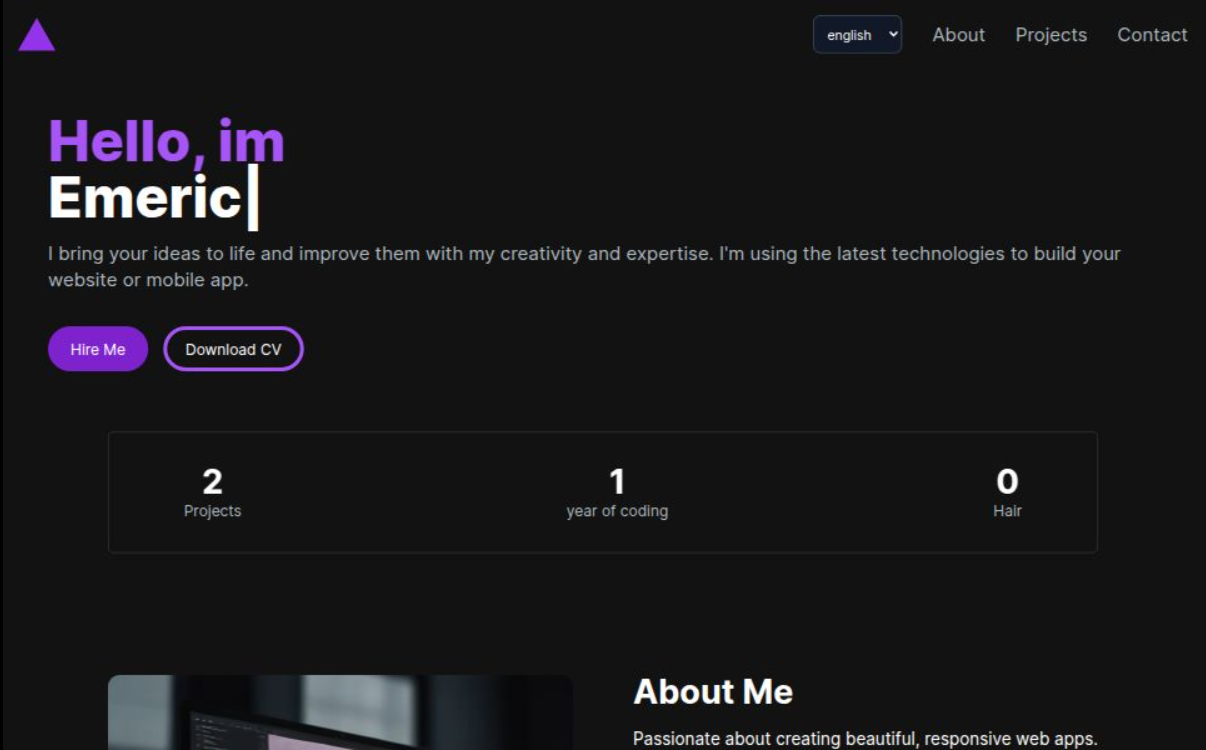 english
About
Projects
Contact
Hello, im
Emeric
I bring your ideas to life and improve them with my creativity and expertise. I'm using the latest technologies to build your
website or mobile app.
Hire Me
Download CV
2
Projects
1
year of coding
0
Hair
About Me
Passionate about creating beautiful, responsive web apps.